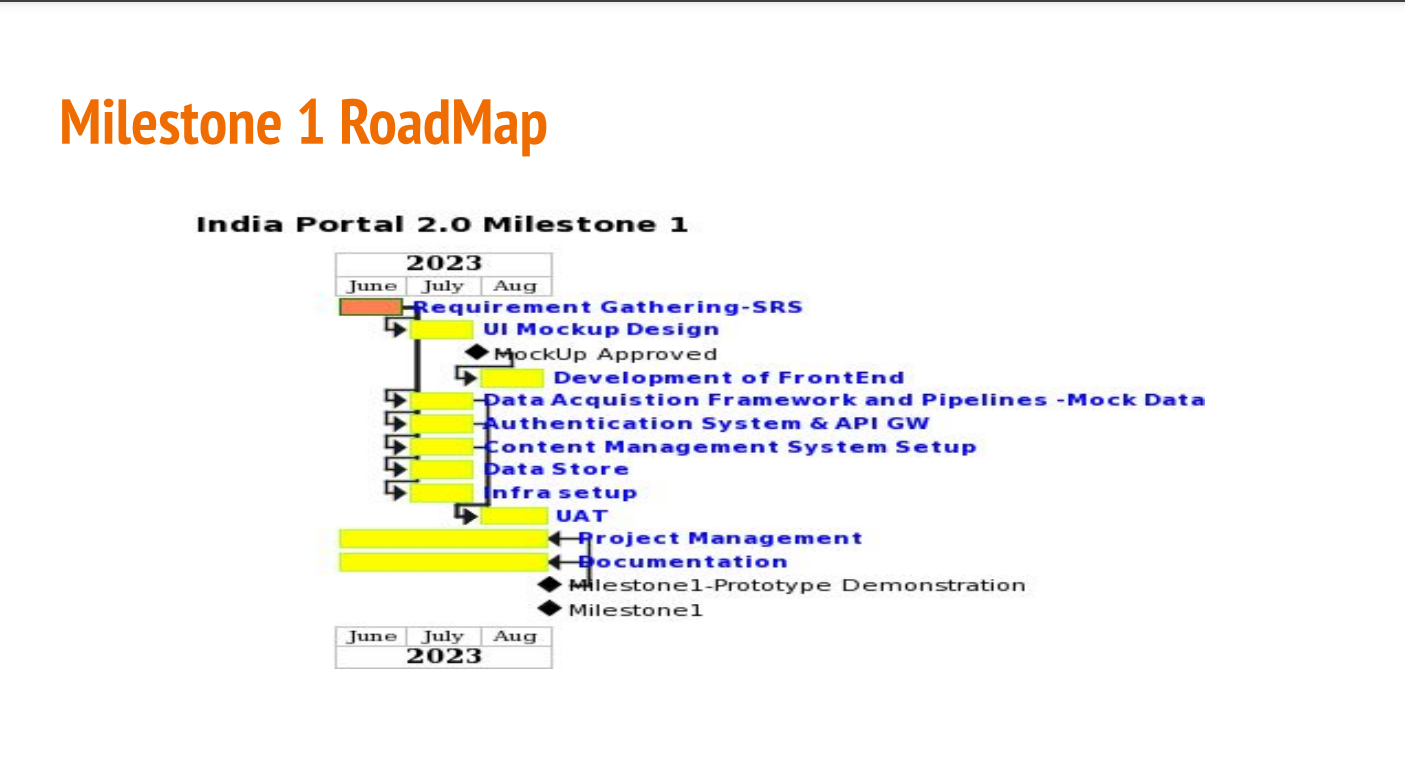 Milestone 1 RoadMap
India Portal 2.0 Milestone 1
2023
June July Aug
Requirement Gathering-SRS
UI Mockup Design
MockUp Approved
Development of FrontEnd
Data Acquistion Framework and Pipelines -Mock Data
Authentication System & API GW
Content Management System Setup
Data Store
Infra setup
UAT
Project Management
Documentation
Milestone1-Prototype Demonstration
Milestone1
June July Aug
2023